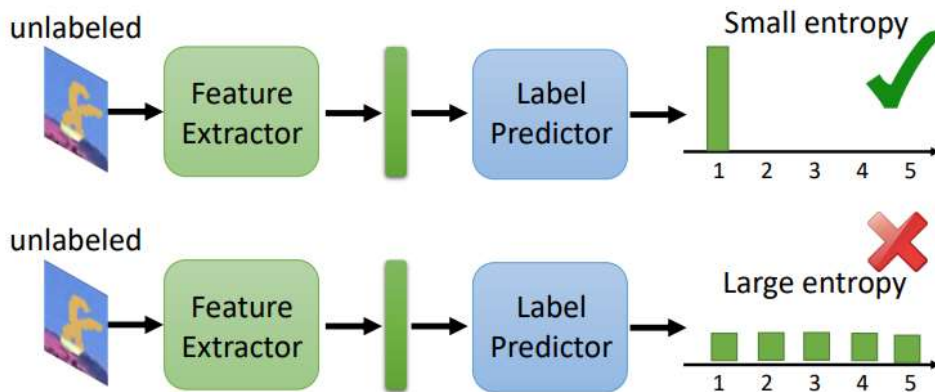 unlabeled
Feature
Extractor
Label
Predictor
Small entropy
1 2 3 4 5
unlabeled
Feature
Extractor
Label
Predictor
Large entropy
1 2 3 4 5